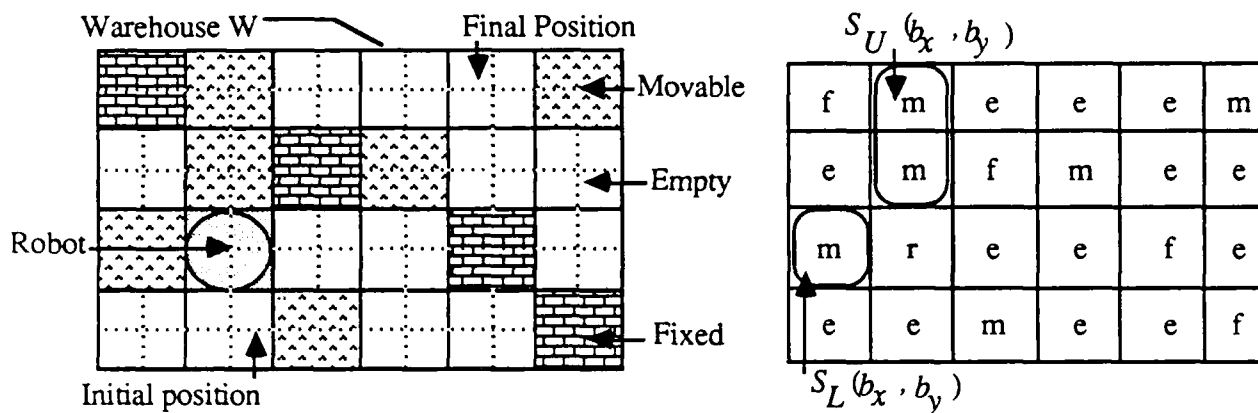 Warehouse W
Final Position
Movable
Empty
Robot
Fixed
Initial position
S_U (b_x , b_y)
f m e e e m
e m f m e e
m r e e f e
e e m e e f
S_L (b_x , b_y)